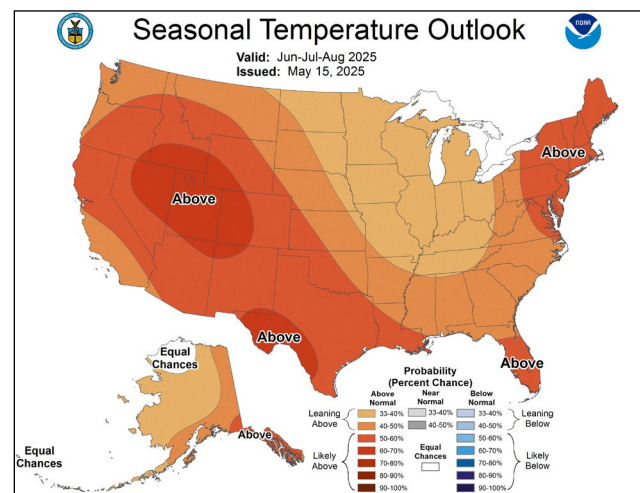 Seasonal Temperature Outlook
NOAA
Valid: Jun-Jul-Aug 2025
Issued: May 15, 2025
Above
Above
Above
Above
Equal
Chances
Above
Equal
Chances
Probability
(Percent Chance)
Above
Normal
Near
Normal
Below
Normal
Leaning
Above
33-40%
33-40%
33-40%
Leaning
Below
40-50%
40-50%
40-50%
Likely
Above
50-60%
50-60%
Likely
Below
60-70%
60-70%
70-80%
70-80%
80-90%
80-90%
90-100%
90-100%
Equal
Chances